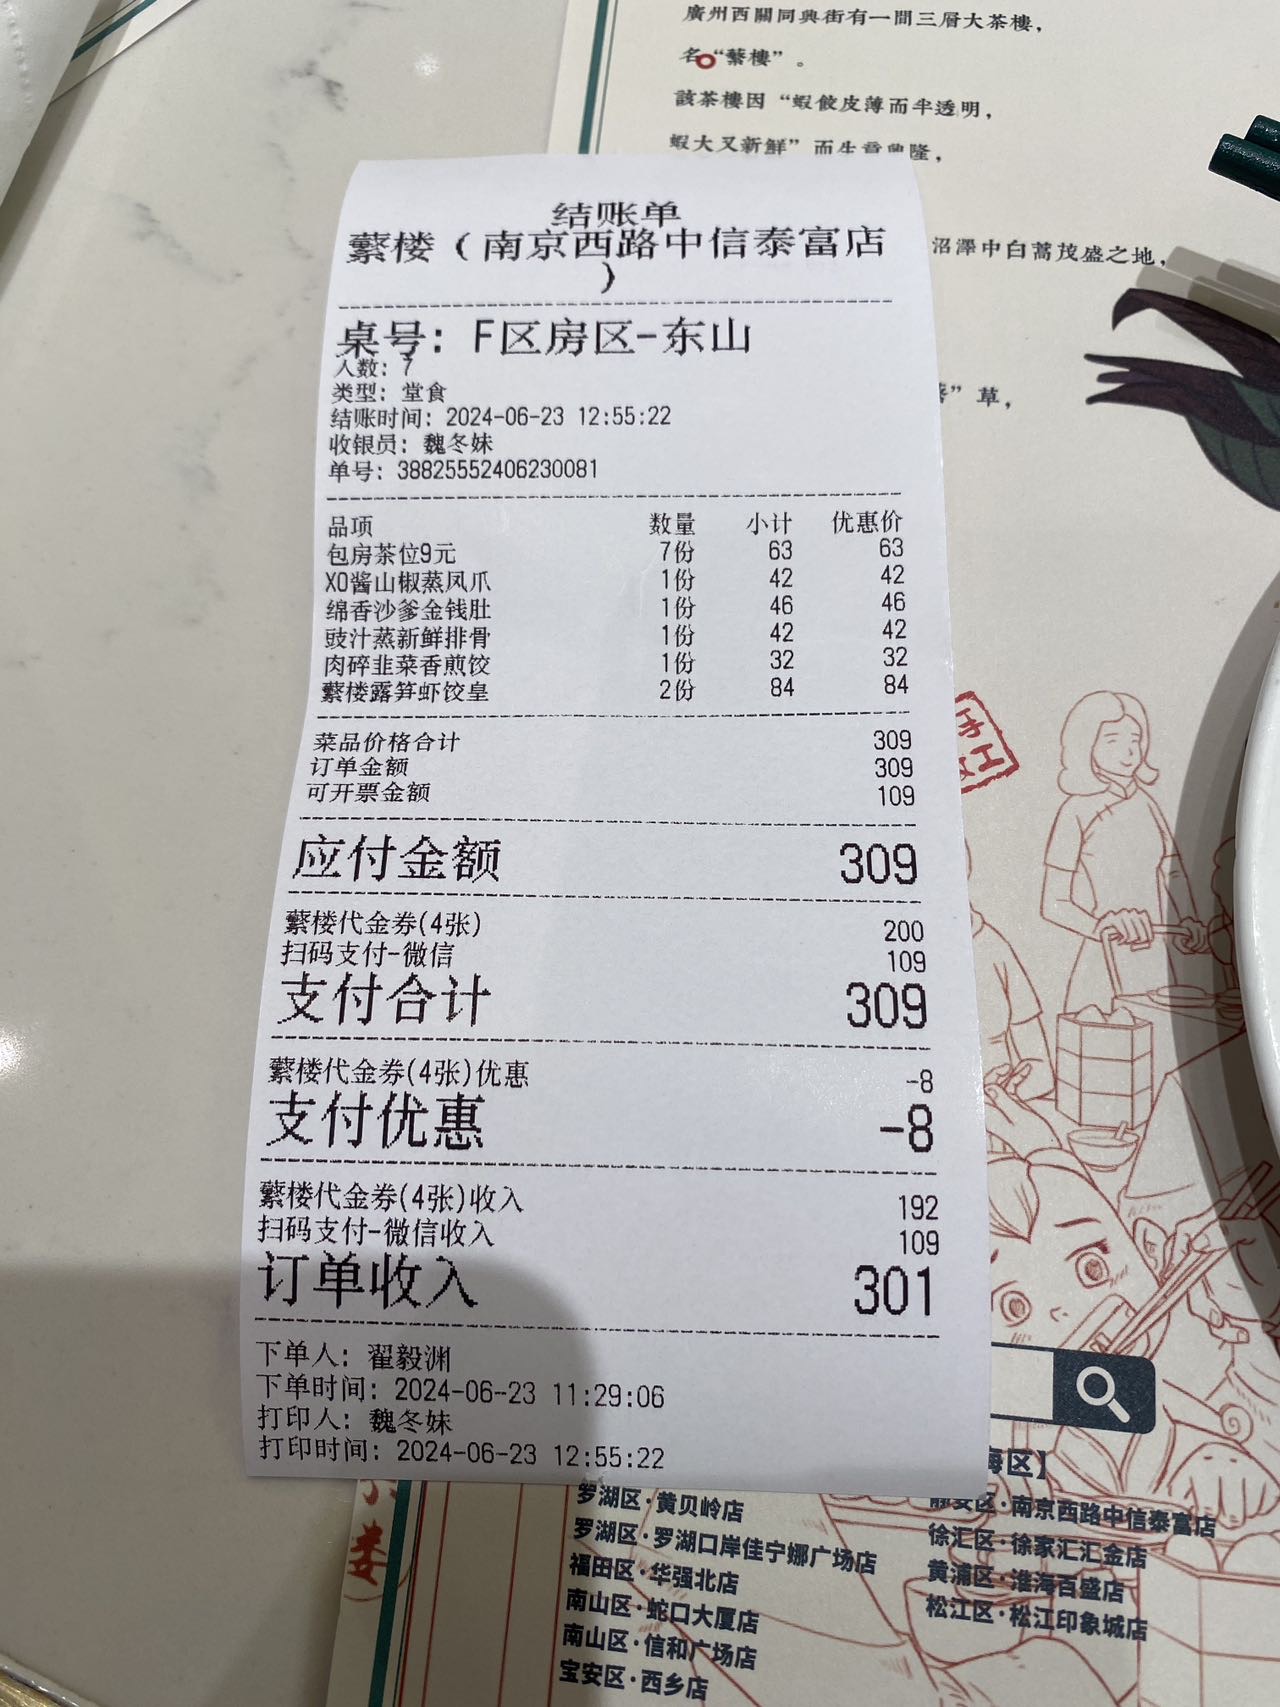 廣州西關同興街有一間三層大茶樓，
名“蘩樓”。
該茶樓因“蝦餃皮薄而半透明，
蝦大又新鮮”而生意興隆，
沼澤中白蒿茂盛之地，
”草，
结账单
蘩楼（南京西路中信泰富店
）
桌号：F区房区-东山
人数：7
类型：堂食
结账时间：2024-06-23 12:55:22
收银员：魏冬妹
单号：38825552406230081
品项 数量 小计 优惠价
包房茶位9元 7份 63 63
XO酱山椒蒸凤爪 1份 42 42
绵香沙爹金钱肚 1份 46 46
豉汁蒸新鲜排骨 1份 42 42
肉碎韭菜香煎饺 1份 32 32
蘩楼露笋虾饺皇 2份 84 84
菜品价格合计 309
订单金额 309
可开票金额 109
应付金额 309
蘩楼代金券(4张) 200
扫码支付-微信 109
支付合计 309
蘩楼代金券(4张)优惠 -8
支付优惠 -8
蘩楼代金券(4张)收入 192
扫码支付-微信收入 109
订单收入 301
下单人：翟毅渊
下单时间：2024-06-23 11:29:06
打印人：魏冬妹
打印时间：2024-06-23 12:55:22
手
工
海区】
罗湖区·黄贝岭店
罗湖区·罗湖口岸佳宁娜广场店
福田区·华强北店
南山区·蛇口大厦店
南山区·信和广场店
宝安区·西乡店
静安区·南京西路中信泰富店
徐汇区·徐家汇汇金店
黄浦区·淮海百盛店
松江区·松江印象城店